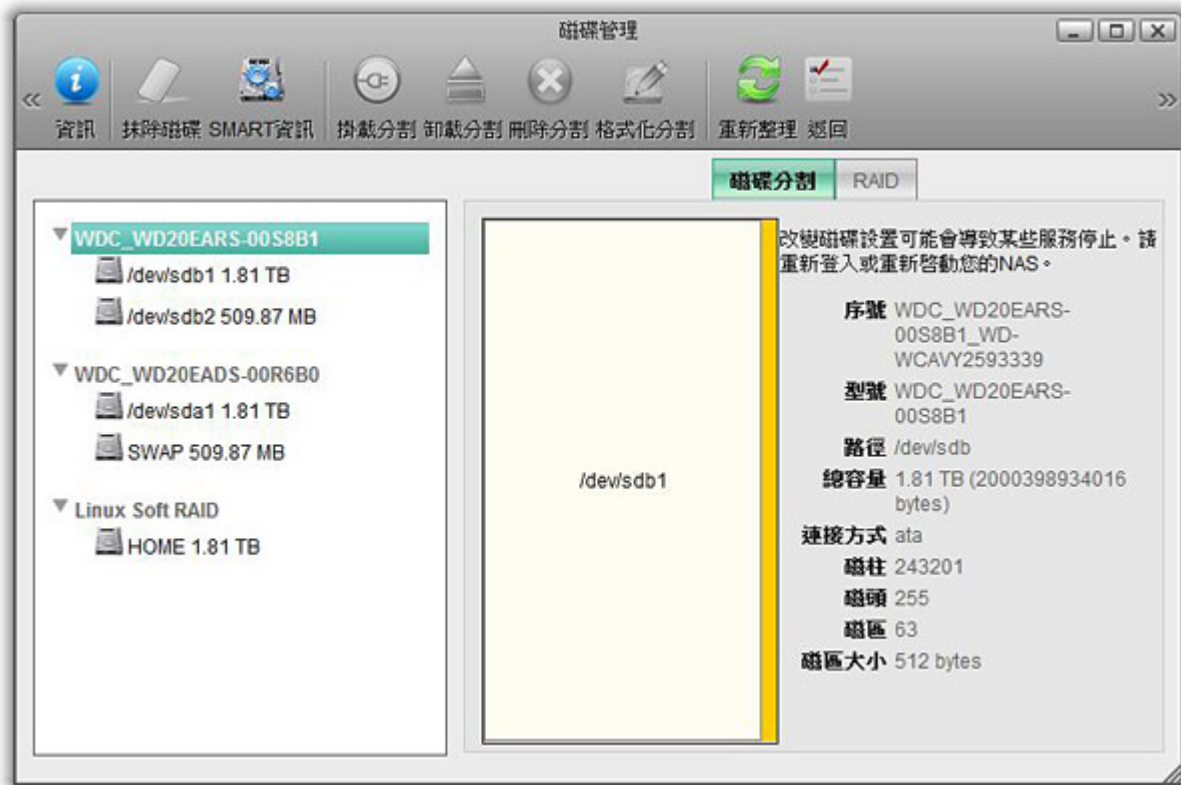 磁碟管理
資訊 抹除磁碟 SMART資訊 掛載分割 卸載分割 刪除分割 格式化分割 重新整理 返回
磁碟分割 RAID
WDC_WD20EARS-00S8B1
/dev/sdb1 1.81 TB
/dev/sdb2 509.87 MB
WDC_WD20EADS-00R6B0
/dev/sda1 1.81 TB
SWAP 509.87 MB
Linux Soft RAID
HOME 1.81 TB
/dev/sdb1
改變磁碟設置可能會導致某些服務停止。請
重新登入或重新啓動您的NAS。
序號 WDC_WD20EARS-
00S8B1_WD-
WCAVY2593339
型號 WDC_WD20EARS-
00S8B1
路徑 /dev/sdb
總容量 1.81 TB (2000398934016
bytes)
連接方式 ata
磁柱 243201
磁頭 255
磁區 63
磁區大小 512 bytes